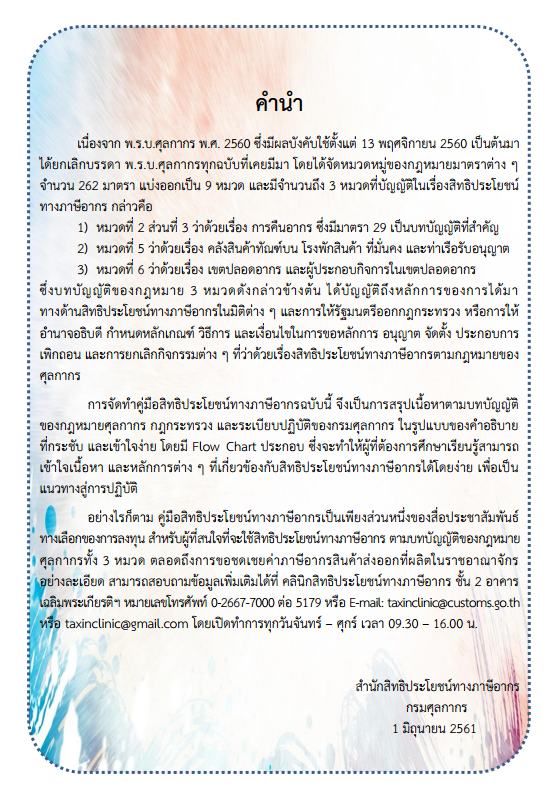 คำนำ
เนื่องจาก พ.ร.บ.ศุลกากร พ.ศ. 2560 ซึ่งมีผลบังคับใช้ตั้งแต่ 13 พฤศจิกายน 2560 เป็นต้นมา
ได้ยกเลิกบรรดา พ.ร.บ.ศุลกากรทุกฉบับที่เคยมีมา โดยได้จัดหมวดหมู่ของกฎหมายมาตราต่าง ๆ
จำนวน 262 มาตรา แบ่งออกเป็น 9 หมวด และมีจำนวนถึง 3 หมวดที่บัญญัติในเรื่องสิทธิประโยชน์
ทางภาษีอากร กล่าวคือ
1) หมวดที่ 2 ส่วนที่ 3 ว่าด้วยเรื่อง การคืนอากร ซึ่งมีมาตรา 29 เป็นบทบัญญัติที่สำคัญ
2) หมวดที่ 5 ว่าด้วยเรื่อง คลังสินค้าทัณฑ์บน โรงพักสินค้า ที่มั่นคง และท่าเรือรับอนุญาต
3) หมวดที่ 6 ว่าด้วยเรื่อง เขตปลอดอากร และผู้ประกอบกิจการในเขตปลอดอากร
ซึ่งบทบัญญัติของกฎหมาย 3 หมวดดังกล่าวข้างต้น ได้บัญญัติถึงหลักการของการได้มา
ทางด้านสิทธิประโยชน์ทางภาษีอากรในมิติต่าง ๆ และการให้รัฐมนตรีออกกฎกระทรวง หรือการให้
อำนาจอธิบดี กำหนดหลักเกณฑ์ วิธีการ และเงื่อนไขในการขอหลักการ อนุญาต จัดตั้ง ประกอบการ
เพิกถอน และการยกเลิกกิจกรรมต่าง ๆ ที่ว่าด้วยเรื่องสิทธิประโยชน์ทางภาษีอากรตามกฎหมายของ
ศุลกากร
การจัดทำคู่มือสิทธิประโยชน์ทางภาษีอากรฉบับนี้ จึงเป็นการสรุปเนื้อหาตามบทบัญญัติ
ของกฎหมายศุลกากร กฎกระทรวง และระเบียบปฏิบัติของกรมศุลกากร ในรูปแบบของคำอธิบาย
ที่กระชับ และเข้าใจง่าย โดยมี Flow Chart ประกอบ ซึ่งจะทำให้ผู้ที่ต้องการศึกษาเรียนรู้สามารถ
เข้าใจเนื้อหา และหลักการต่าง ๆ ที่เกี่ยวข้องกับสิทธิประโยชน์ทางภาษีอากรได้โดยง่าย เพื่อเป็น
แนวทางสู่การปฏิบัติ
อย่างไรก็ตาม คู่มือสิทธิประโยชน์ทางภาษีอากรเป็นเพียงส่วนหนึ่งของสื่อประชาสัมพันธ์
ทางเลือกของการลงทุน สำหรับผู้ที่สนใจที่จะใช้สิทธิประโยชน์ทางภาษีอากร ตามบทบัญญัติของกฎหมาย
ศุลกากรทั้ง 3 หมวด ตลอดถึงการขอชดเชยค่าภาษีอากรสินค้าส่งออกที่ผลิตในราชอาณาจักร
อย่างละเอียด สามารถสอบถามข้อมูลเพิ่มเติมได้ที่ คลินิกสิทธิประโยชน์ทางภาษีอากร ชั้น 2 อาคาร
เฉลิมพระเกียรติฯ หมายเลขโทรศัพท์ 0-2667-7000 ต่อ 5179 หรือ E-mail: taxinclinic@customs.go.th
หรือ taxinclinic@gmail.com โดยเปิดทำการทุกวันจันทร์ – ศุกร์ เวลา 09.30 – 16.00 น.
สำนักสิทธิประโยชน์ทางภาษีอากร
กรมศุลกากร
1 มิถุนายน 2561